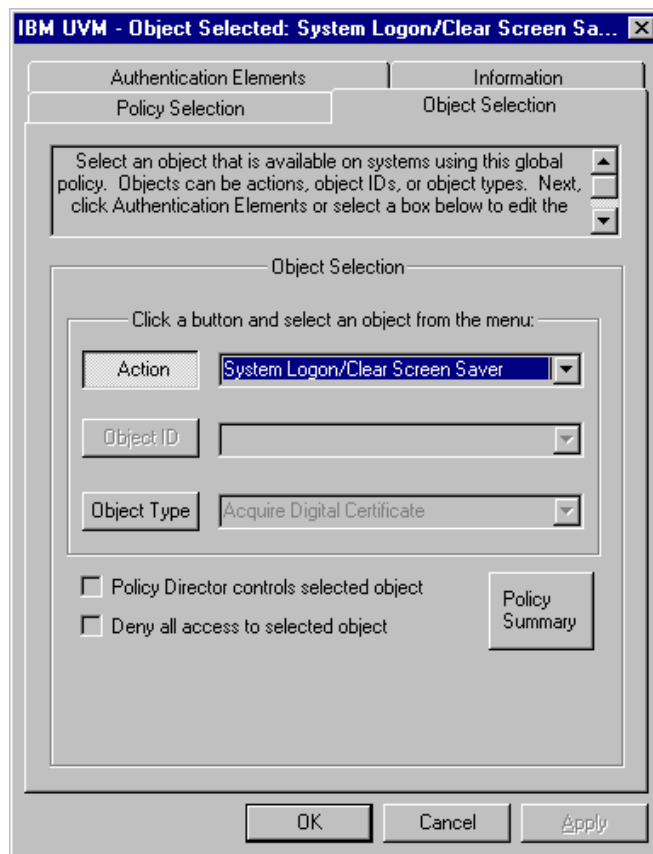 IBM UVM - Object Selected: System Logon/Clear Screen Sa...
Authentication Elements
Information
Policy Selection
Object Selection
Select an object that is available on systems using this global
policy. Objects can be actions, object IDs, or object types. Next,
click Authentication Elements or select a box below to edit the
Object Selection
Click a button and select an object from the menu:
Action
System Logon/Clear Screen Saver
Object ID
Object Type
Acquire Digital Certificate
Policy Director controls selected object
Deny all access to selected object
Policy
Summary
OK
Cancel
Apply